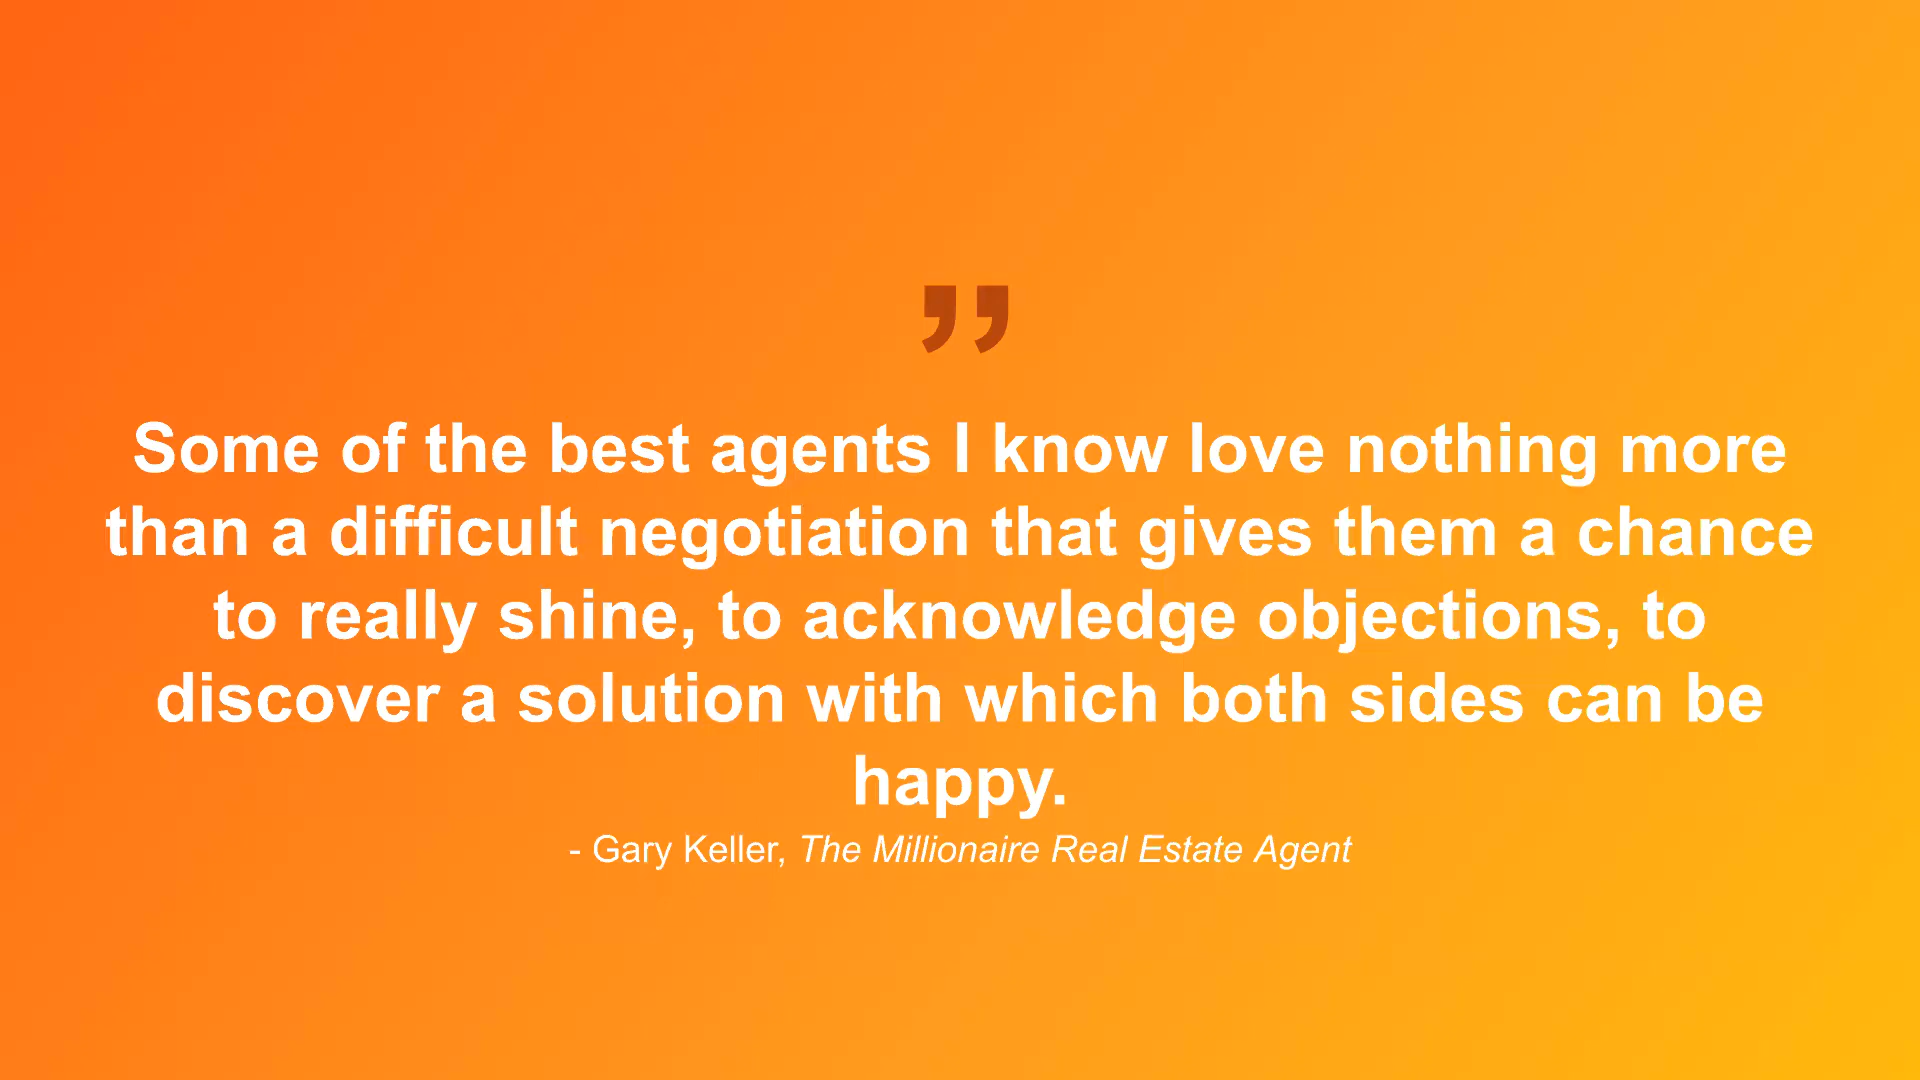 ”
Some of the best agents I know love nothing more
than a difficult negotiation that gives them a chance
to really shine, to acknowledge objections, to
discover a solution with which both sides can be
happy.
- Gary Keller, The Millionaire Real Estate Agent